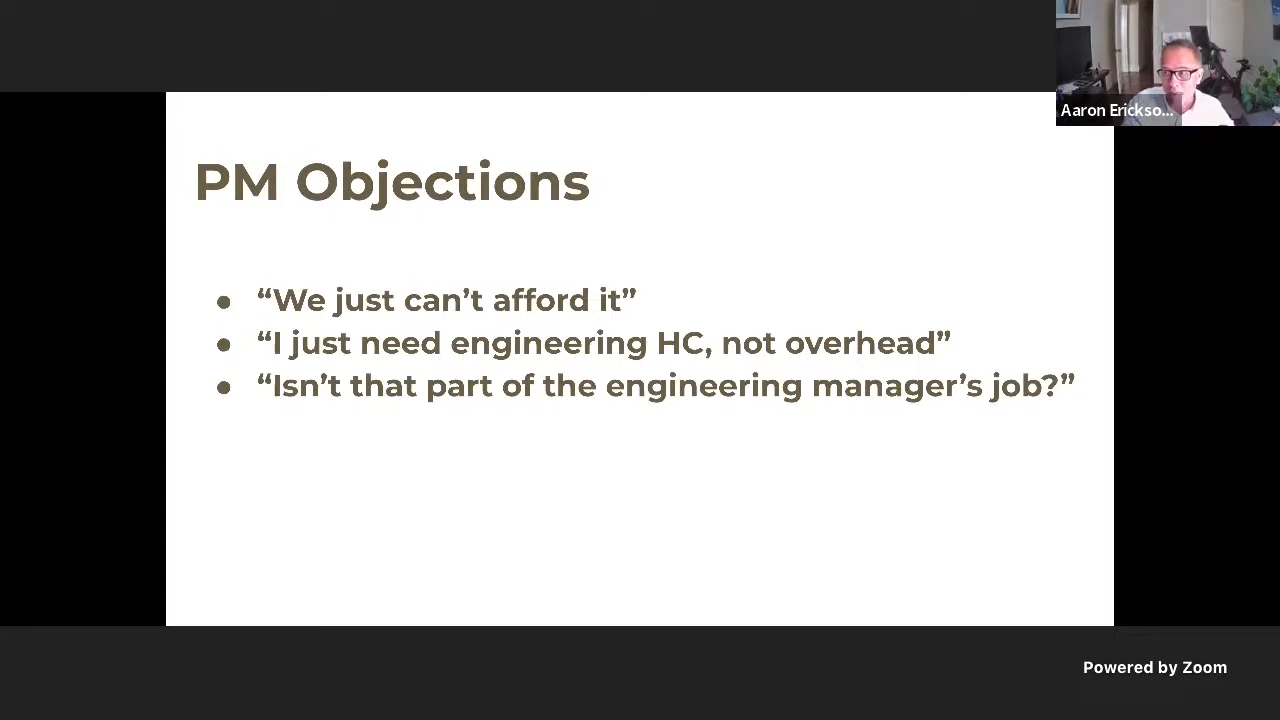 Aaron Erickso...
PM Objections
● “We just can’t afford it”
● “I just need engineering HC, not overhead”
● “Isn’t that part of the engineering manager’s job?”
Powered by Zoom